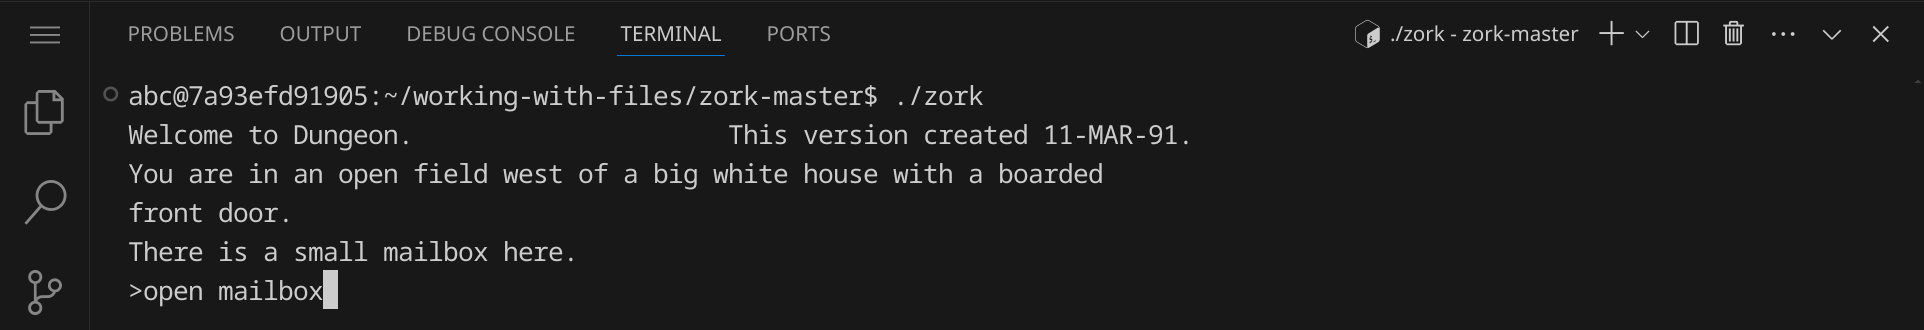 PROBLEMS OUTPUT DEBUG CONSOLE TERMINAL PORTS ./zork - zork-master
abc@7a93efd91905:~/working-with-files/zork-master$ ./zork
Welcome to Dungeon. This version created 11-MAR-91.
You are in an open field west of a big white house with a boarded
front door.
There is a small mailbox here.
>open mailbox